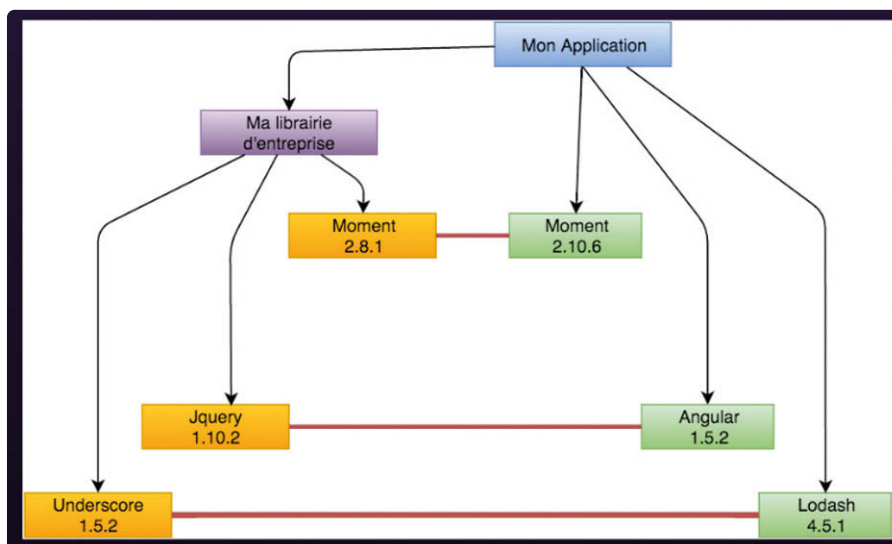 Mon Application
Ma librairie
d'entreprise
Moment
2.8.1
Moment
2.10.6
Jquery
1.10.2
Angular
1.5.2
Underscore
1.5.2
Lodash
4.5.1